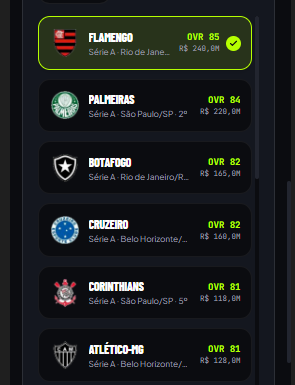 FLAMENGO
OVR 85
Série A · Rio de Jane...
R$ 240,0M
PALMEIRAS
OVR 84
Série A · São Paulo/SP · 2º
R$ 220,0M
BOTAFOGO
OVR 82
Série A · Rio de Janeiro/R...
R$ 165,0M
CRUZEIRO
OVR 82
Série A · Belo Horizonte/...
R$ 160,0M
CORINTHIANS
OVR 81
Série A · São Paulo/SP · 5º
R$ 118,0M
ATLÉTICO-MG
OVR 81
Série A · Belo Horizonte/...
R$ 128,0M